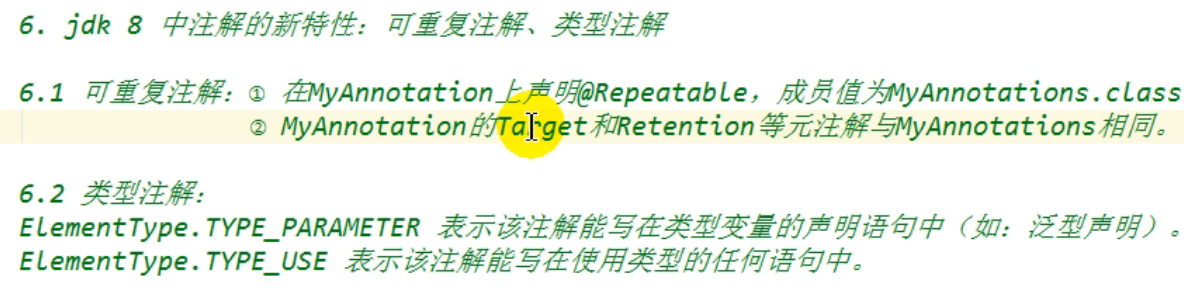 6. jdk 8 中注解的新特性：可重复注解、类型注解
6.1 可重复注解：① 在MyAnnotation上声明@Repeatable，成员值为MyAnnotations.class
② MyAnnotation的Target和Retention等元注解与MyAnnotations相同。
6.2 类型注解：
ElementType.TYPE_PARAMETER 表示该注解能写在类型变量的声明语句中（如：泛型声明）。
ElementType.TYPE_USE 表示该注解能写在使用类型的任何语句中。